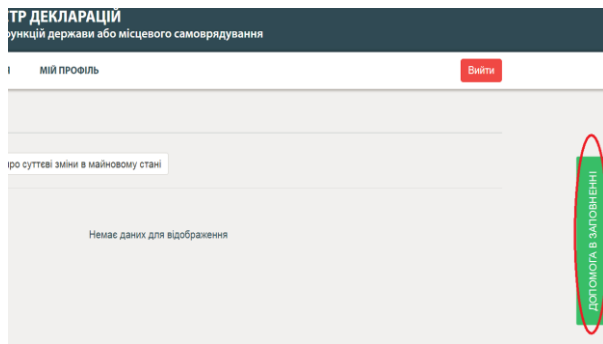 ТР ДЕКЛАРАЦІЙ
функцій держави або місцевого самоврядування
МІЙ ПРОФІЛЬ
Вийти
про суттєві зміни в майновому стані
Немає даних для відображення
ДОПОМОГА В ЗАПОВНЕННІ